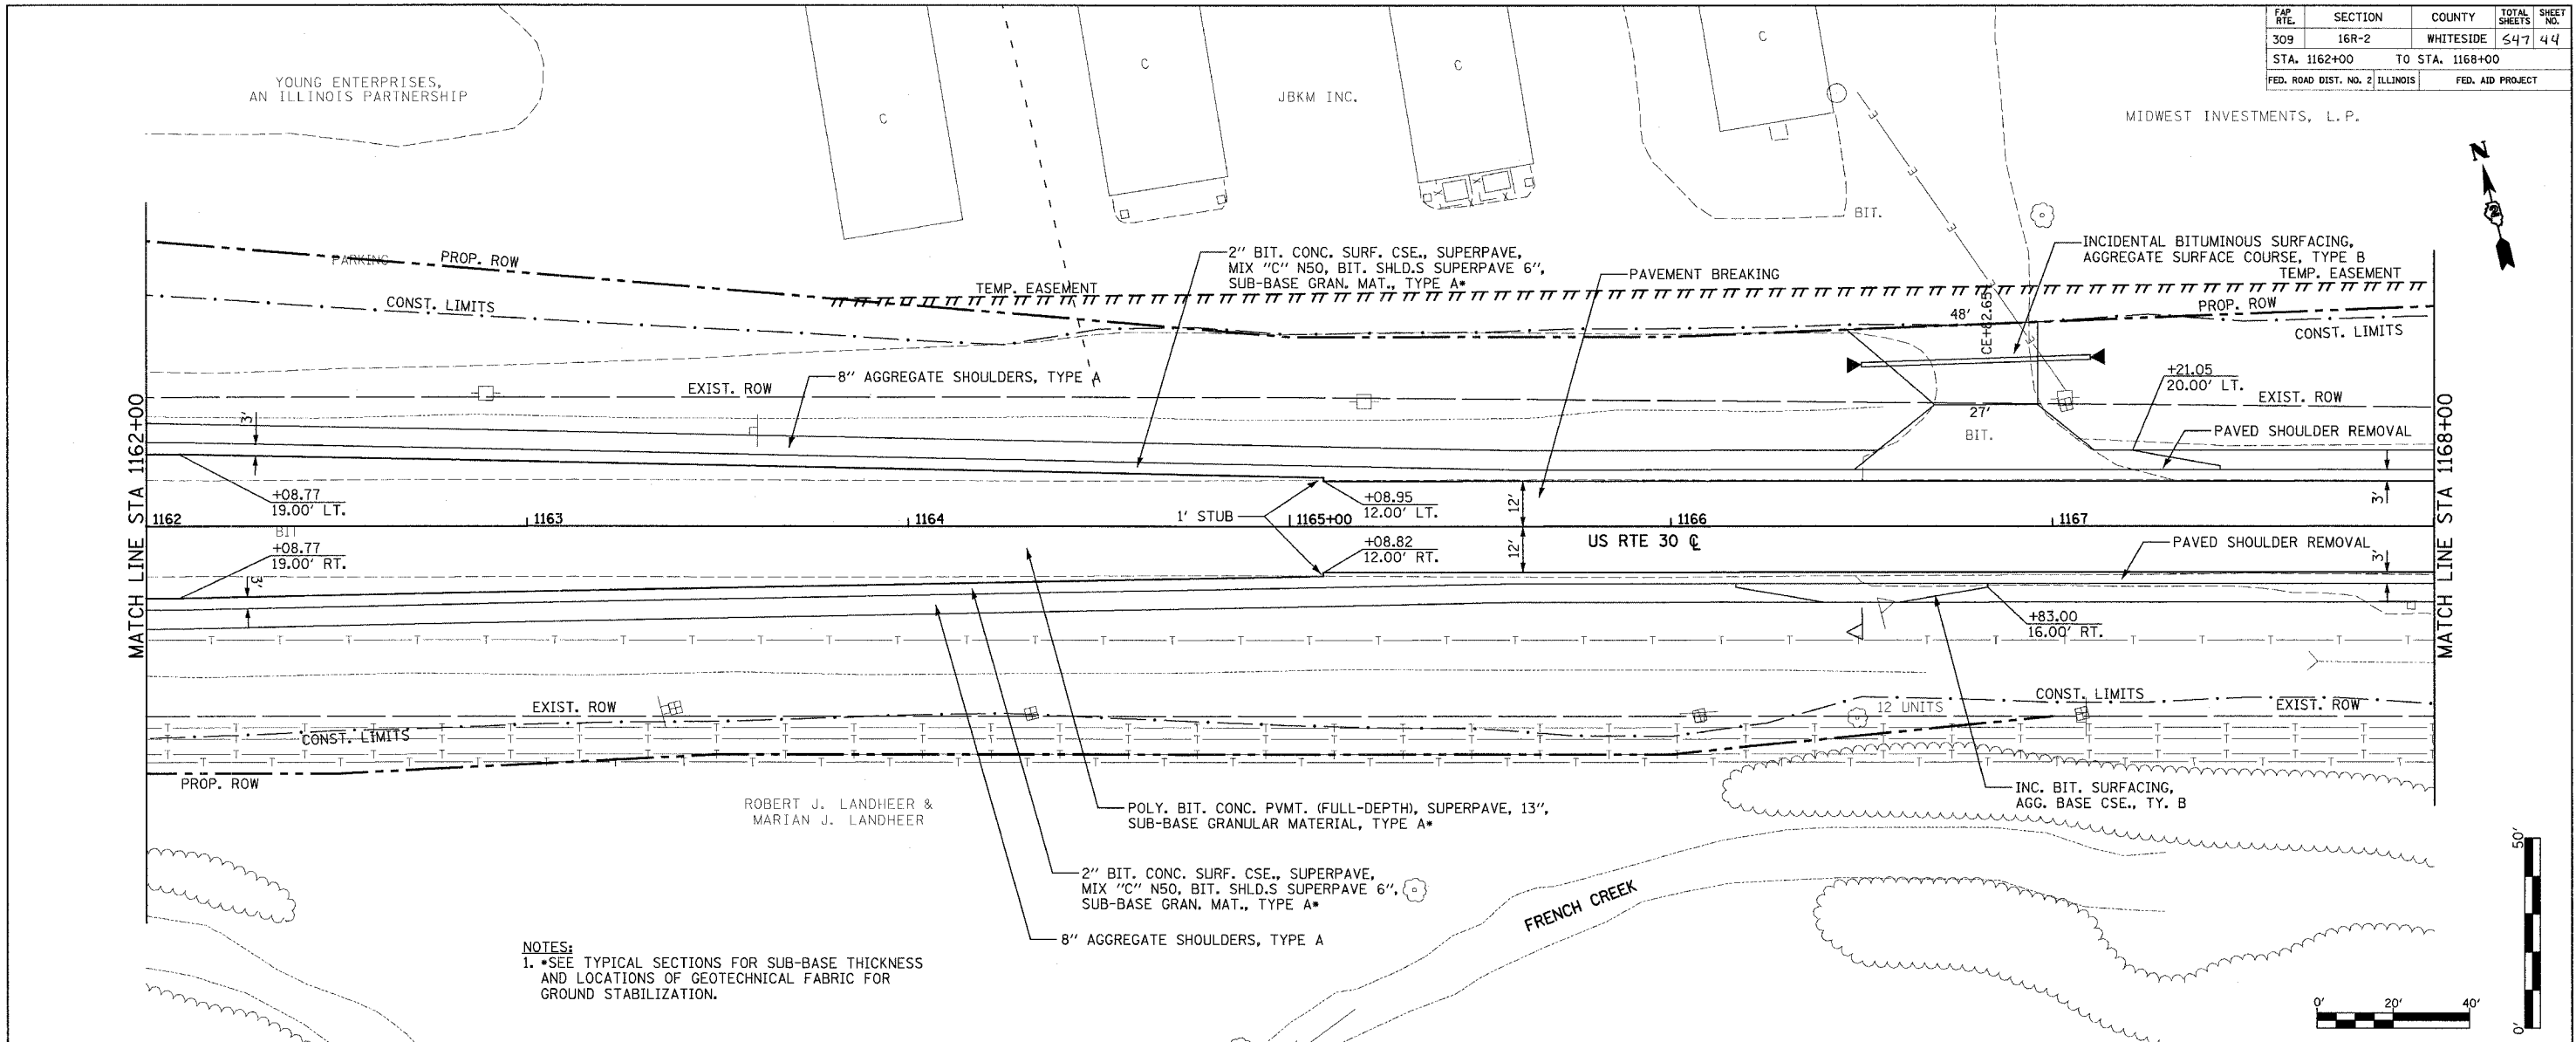 FAP RTE. SECTION COUNTY TOTAL SHEETS SHEET NO.
309 16R-2 WHITESIDE 547 44
STA. 1162+00 TO STA. 1168+00
FED. ROAD DIST. NO. 2 ILLINOIS FED. AID PROJECT
YOUNG ENTERPRISES,
AN ILLINOIS PARTNERSHIP
C
C
C
C
JBKM INC.
MIDWEST INVESTMENTS, L.P.
N
2
BIT.
PARKING
PROP. ROW
CONST. LIMITS
TEMP. EASEMENT
2" BIT. CONC. SURF. CSE., SUPERPAVE,
MIX "C" N50, BIT. SHLD.S SUPERPAVE 6",
SUB-BASE GRAN. MAT., TYPE A*
PAVEMENT BREAKING
INCIDENTAL BITUMINOUS SURFACING,
AGGREGATE SURFACE COURSE, TYPE B
TEMP. EASEMENT
PROP. ROW
CONST. LIMITS
48'
CE+82.65
8" AGGREGATE SHOULDERS, TYPE A
EXIST. ROW
+21.05
20.00' LT.
EXIST. ROW
27'
BIT.
PAVED SHOULDER REMOVAL
3'
3'
MATCH LINE STA 1162+00
MATCH LINE STA 1168+00
+08.77
19.00' LT.
+08.95
12.00' LT.
12'
1162
1163
1164
1' STUB
1165+00
1166
1167
BIT
+08.77
19.00' RT.
+08.82
12.00' RT.
12'
US RTE 30 ℄
PAVED SHOULDER REMOVAL
3'
3'
+83.00
16.00' RT.
EXIST. ROW
CONST. LIMITS
PROP. ROW
CONST. LIMITS
12 UNITS
EXIST. ROW
INC. BIT. SURFACING,
AGG. BASE CSE., TY. B
ROBERT J. LANDHEER &
MARIAN J. LANDHEER
POLY. BIT. CONC. PVMT. (FULL-DEPTH), SUPERPAVE, 13",
SUB-BASE GRANULAR MATERIAL, TYPE A*
2" BIT. CONC. SURF. CSE., SUPERPAVE,
MIX "C" N50, BIT. SHLD.S SUPERPAVE 6",
SUB-BASE GRAN. MAT., TYPE A*
8" AGGREGATE SHOULDERS, TYPE A
FRENCH CREEK
NOTES:
1. *SEE TYPICAL SECTIONS FOR SUB-BASE THICKNESS
AND LOCATIONS OF GEOTECHNICAL FABRIC FOR
GROUND STABILIZATION.
50'
0'
0' 20' 40'